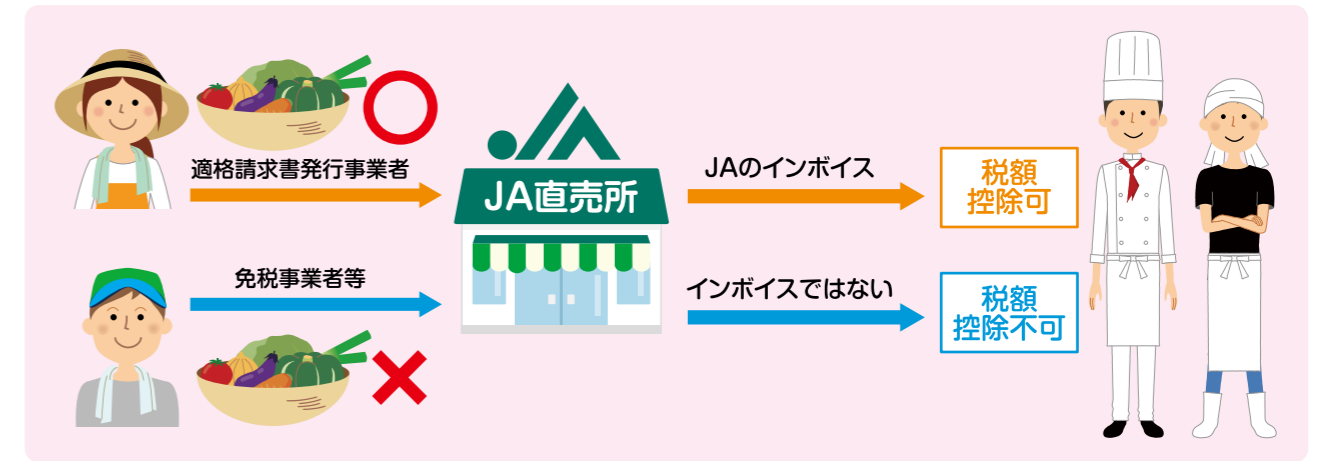 適格請求書発行事業者
JA直売所
JAのインボイス
税額
控除可
免税事業者等
インボイスではない
税額
控除不可